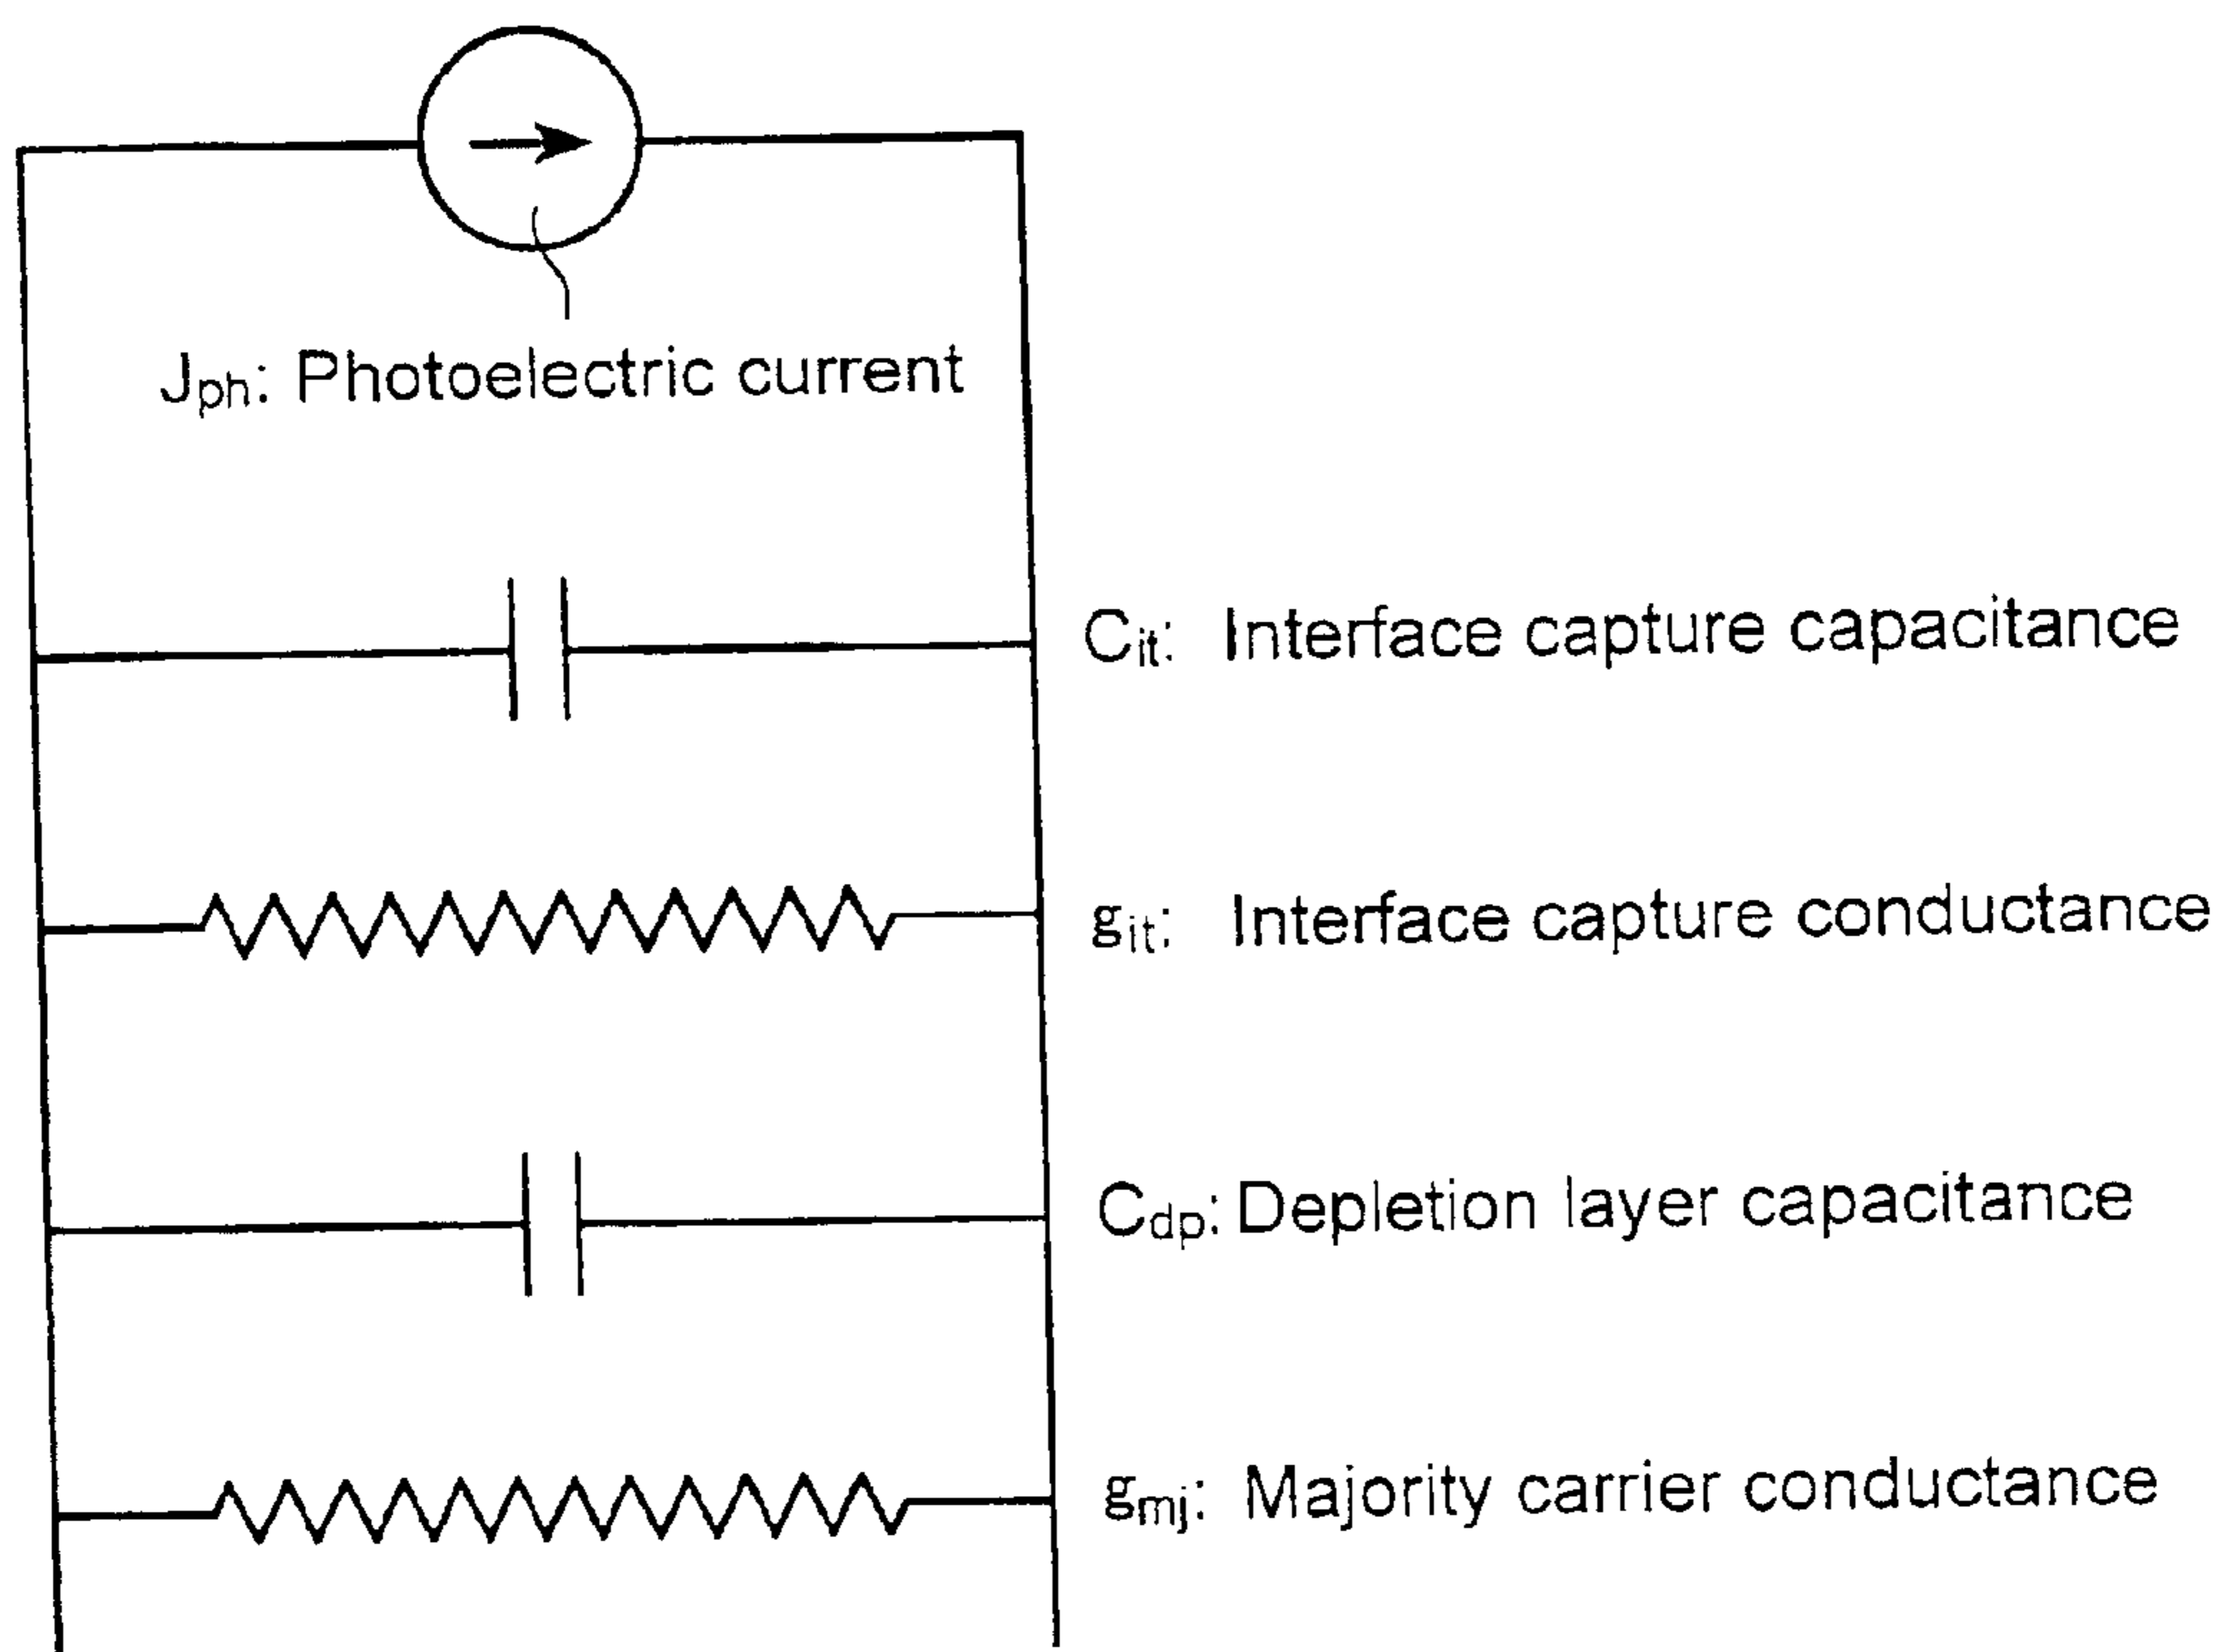 Jph: Photoelectric current
Cit: Interface capture capacitance
git: Interface capture conductance
Cdp: Depletion layer capacitance
gmj: Majority carrier conductance